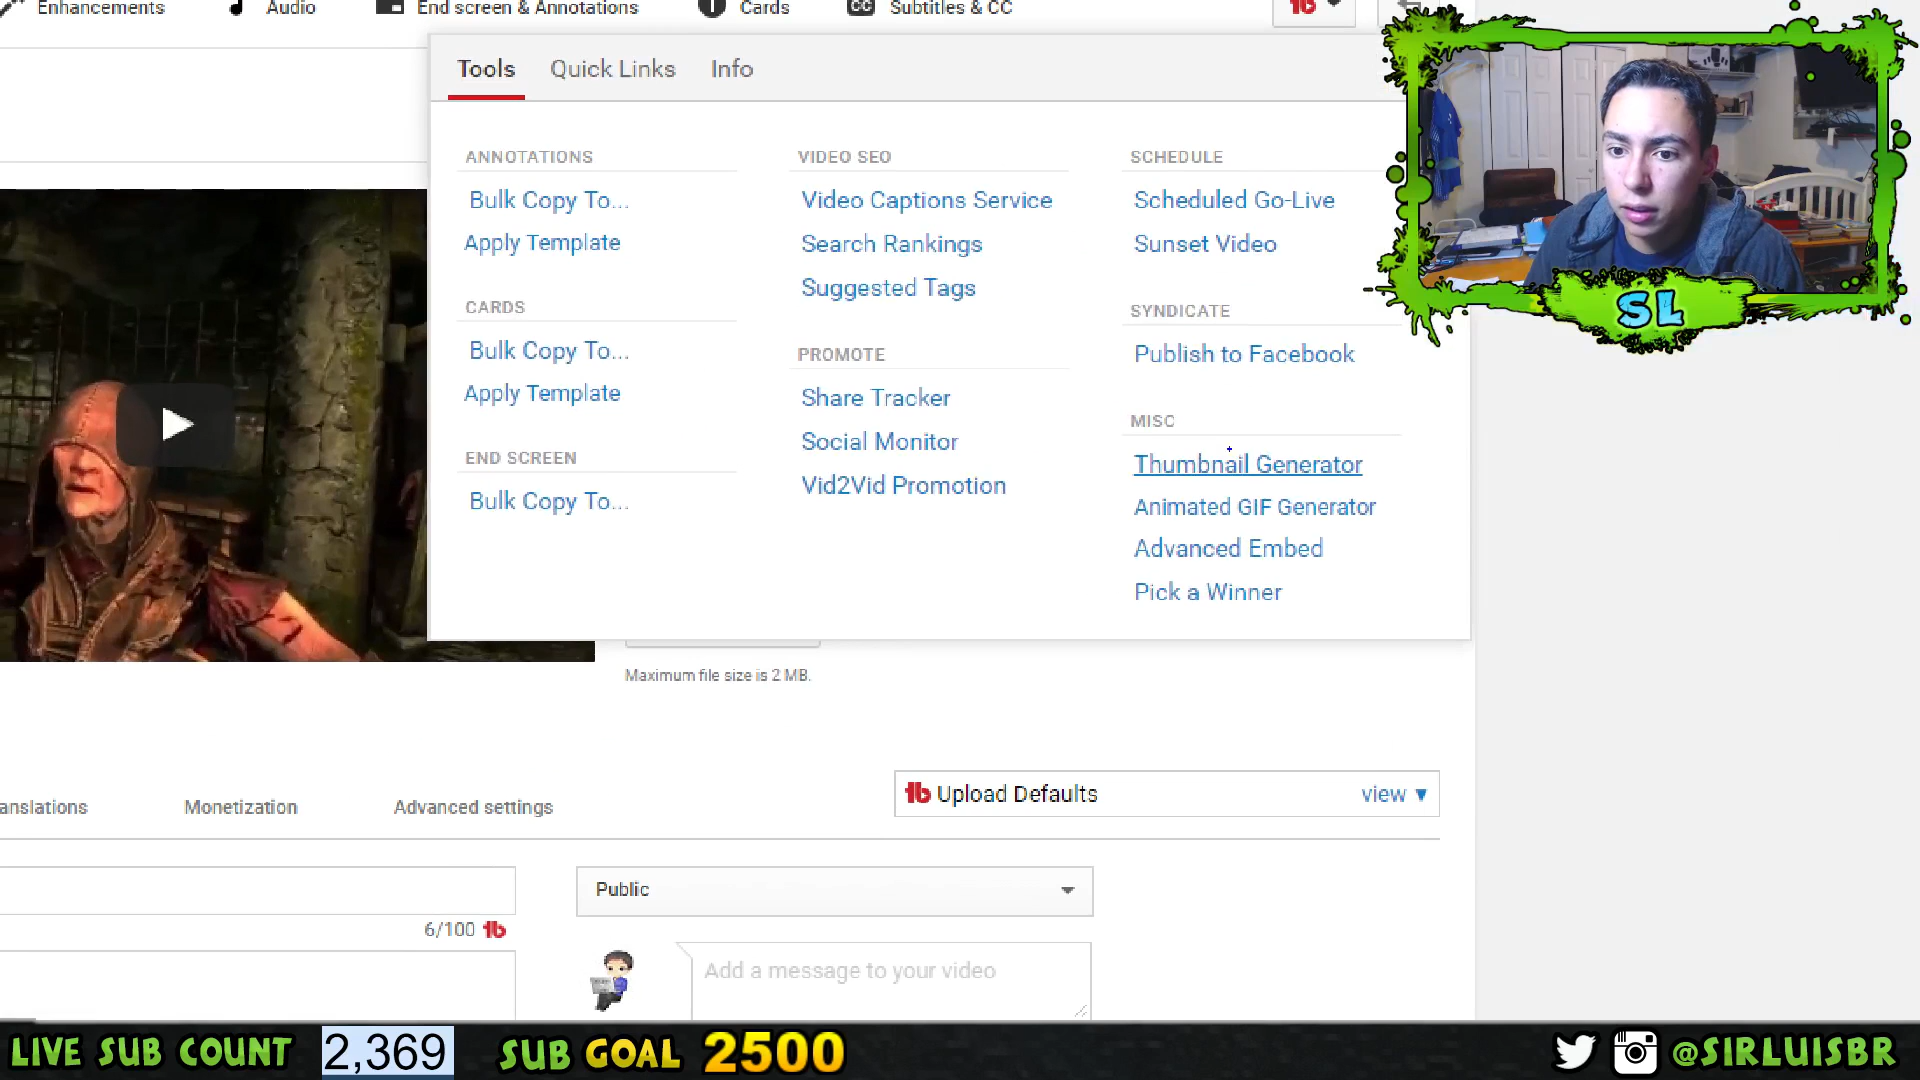 Enhancements
Audio
End screen & Annotations
Cards
CC Subtitles & CC
tb
Tools Quick Links Info
ANNOTATIONS
Bulk Copy To...
Apply Template
CARDS
Bulk Copy To...
Apply Template
END SCREEN
Bulk Copy To...
VIDEO SEO
Video Captions Service
Search Rankings
Suggested Tags
PROMOTE
Share Tracker
Social Monitor
Vid2Vid Promotion
SCHEDULE
Scheduled Go-Live
Sunset Video
SYNDICATE
Publish to Facebook
MISC
Thumbnail Generator
Animated GIF Generator
Advanced Embed
Pick a Winner
SL
Maximum file size is 2 MB.
anslations
Monetization
Advanced settings
tb Upload Defaults
view ▼
Public
6/100 tb
Add a message to your video
LIVE SUB COUNT 2,369 SUB GOAL 2500 @SIRLUISBR